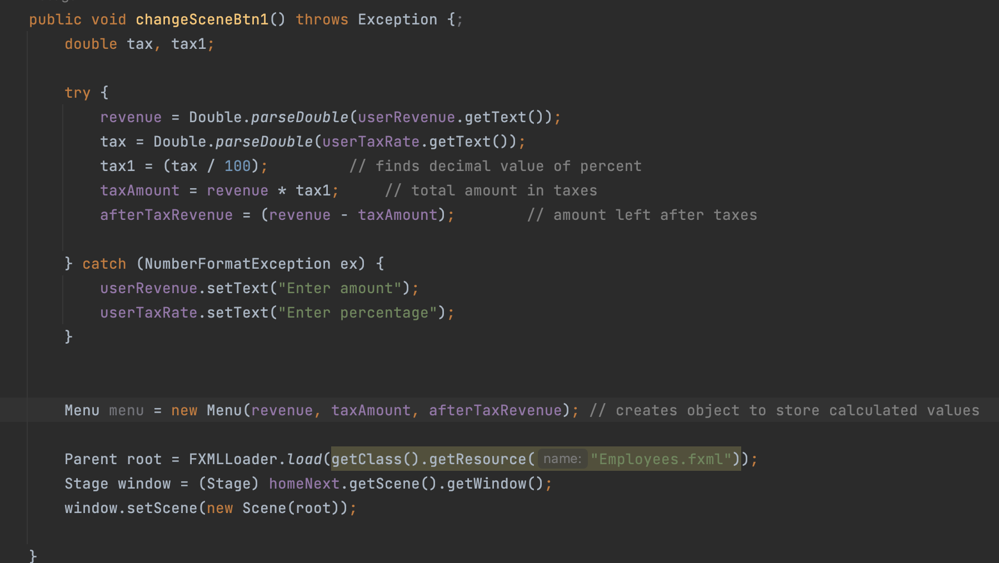 public void changeSceneBtn1() throws Exception {;
double tax, tax1;
try {
revenue = Double.parseDouble(userRevenue.getText());
tax = Double.parseDouble(userTaxRate.getText());
tax1 = (tax / 100); // finds decimal value of percent
taxAmount = revenue * tax1; // total amount in taxes
afterTaxRevenue = (revenue - taxAmount); // amount left after taxes
} catch (NumberFormatException ex) {
userRevenue.setText("Enter amount");
userTaxRate.setText("Enter percentage");
}
Menu menu = new Menu(revenue, taxAmount, afterTaxRevenue); // creates object to store calculated values
Parent root = FXMLLoader.load(getClass().getResource( name: "Employees.fxml"));
Stage window = (Stage) homeNext.getScene().getWindow();
window.setScene(new Scene(root));
}